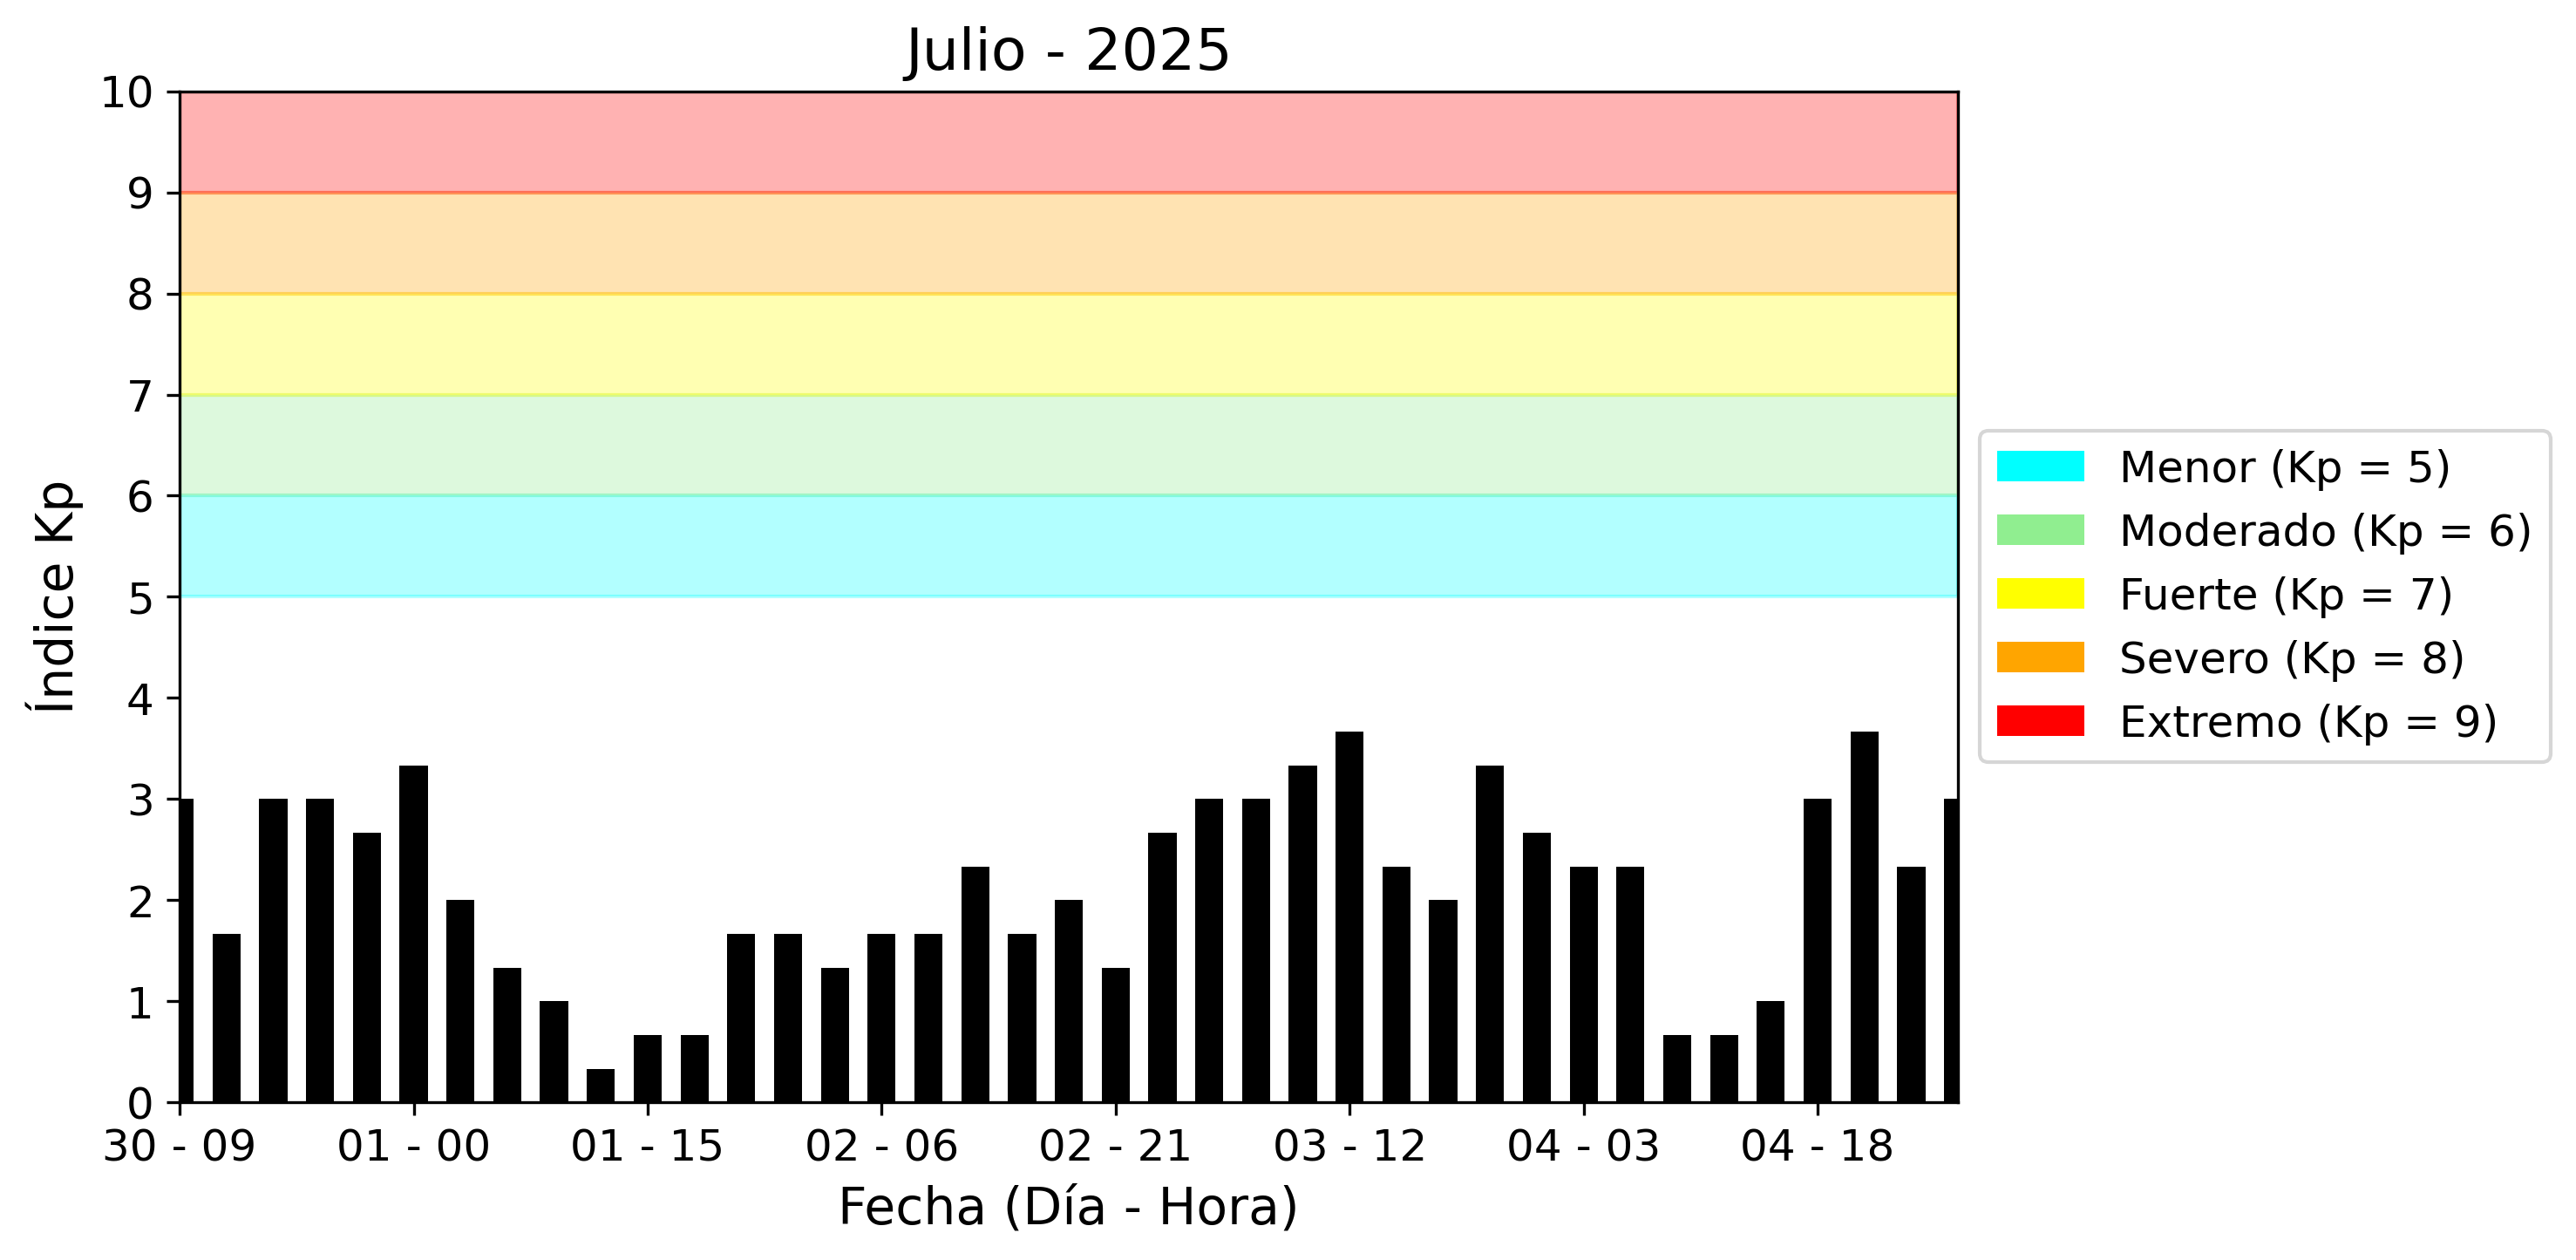 Julio - 2025
10
9
8
7
6
5
4
3
2
1
0
Índice Kp
30 - 09
01 - 00
01 - 15
02 - 06
02 - 21
03 - 12
04 - 03
04 - 18
Fecha (Día - Hora)
Menor (Kp = 5)
Moderado (Kp = 6)
Fuerte (Kp = 7)
Severo (Kp = 8)
Extremo (Kp = 9)